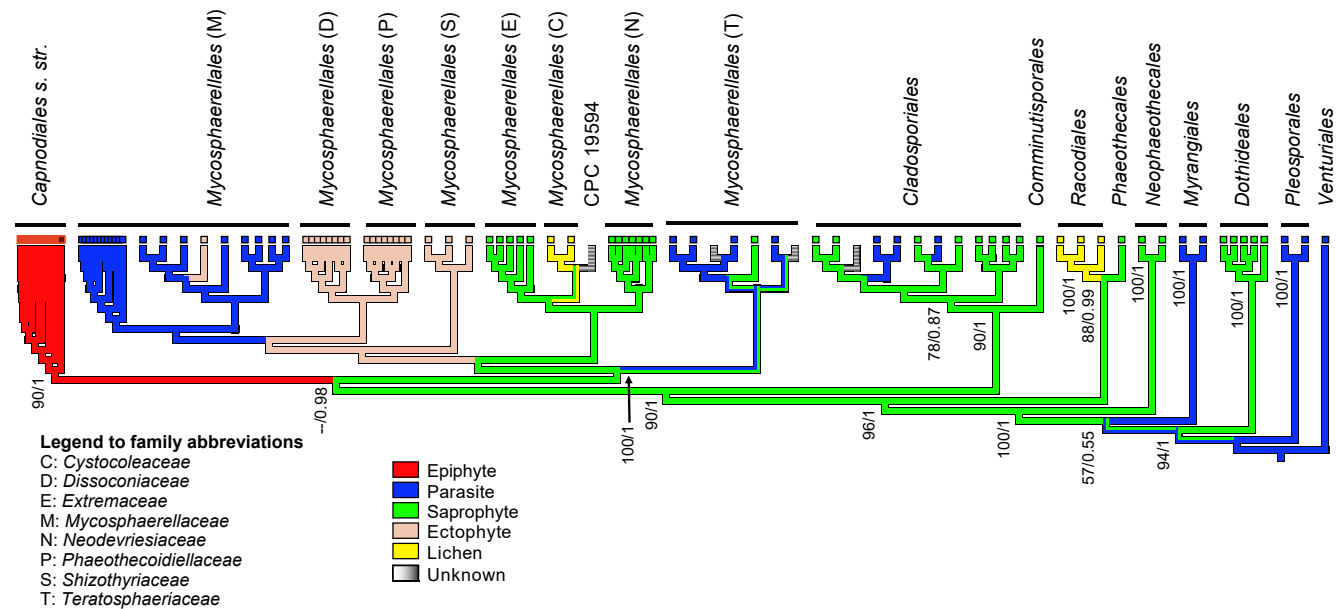 Capnodiales s. str.
Mycosphaerellales (M)
Mycosphaerellales (D)
Mycosphaerellales (P)
Mycosphaerellales (S)
Mycosphaerellales (E)
Mycosphaerellales (C)
CPC 19594
Mycosphaerellales (N)
Mycosphaerellales (T)
Cladosporiales
Comminutisporales
Racodiales
Phaeothecales
Neophaeothecales
Myrangiales
Dothideales
Pleosporales
Venturiales
90/1
--/0.98
100/1
90/1
78/0.87
90/1
96/1
100/1
100/1
88/0.99
57/0.55
100/1
94/1
100/1
100/1
100/1
Legend to family abbreviations
C: Cystocoleaceae
D: Dissoconiaceae
E: Extremaceae
M: Mycosphaerellaceae
N: Neodevriesiaceae
P: Phaeothecoidiellaceae
S: Shizothyriaceae
T: Teratosphaeriaceae
Epiphyte
Parasite
Saprophyte
Ectophyte
Lichen
Unknown